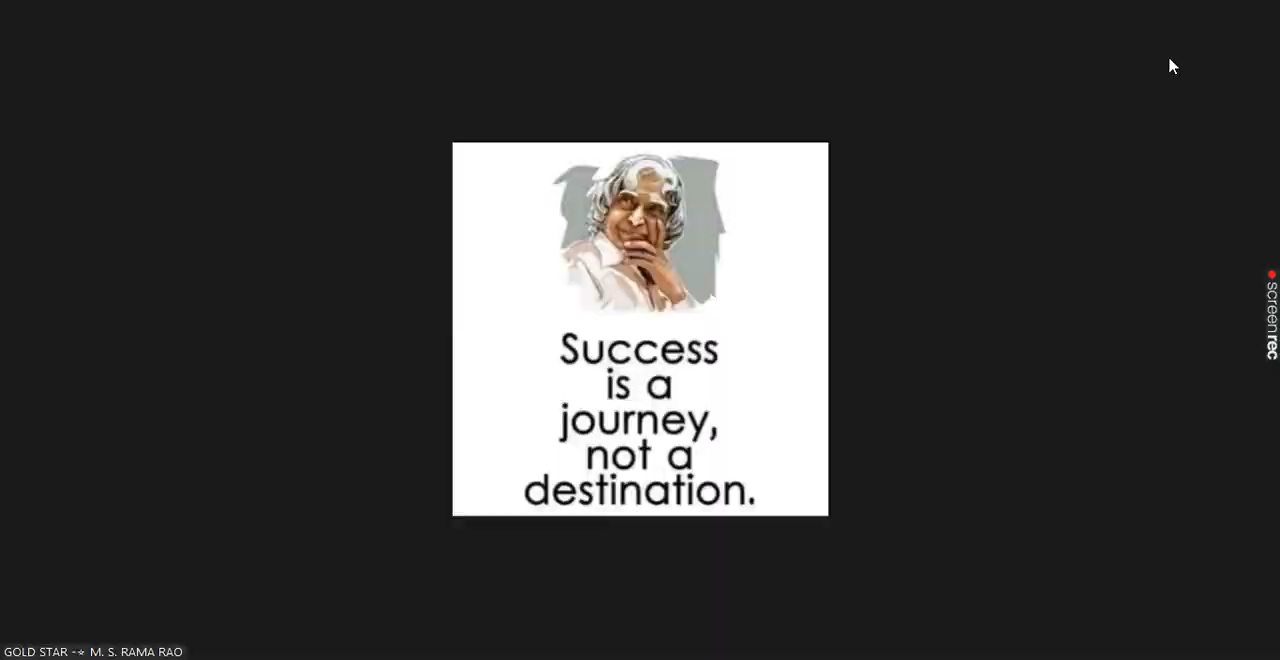 Success
is a
journey,
not a
destination.
screenrec
GOLD STAR -⭐ M. S. RAMA RAO